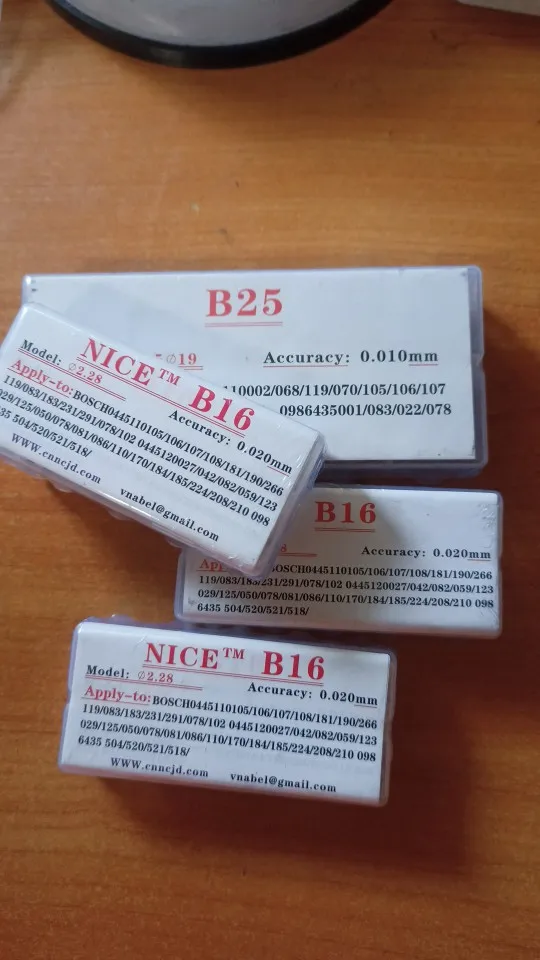 B25
Ø19 Accuracy: 0.010mm
110002/068/119/070/105/106/107
0986435001/083/022/078
NICE™ B16
Model: Ø2.28 Accuracy: 0.020mm
Apply-to: BOSCH0445110105/106/107/108/181/190/266
119/083/183/231/291/078/102 0445120027/042/082/059/123
029/125/050/078/081/086/110/170/184/185/224/208/210 098
6435 504/520/521/518/
WWW.cnncjd.com vnabel@gmail.com
B16
Accuracy: 0.020mm
BOSCH0445110105/106/107/108/181/190/266
119/083/183/231/291/078/102 0445120027/042/082/059/123
029/125/050/078/081/086/110/170/184/185/224/208/210 098
6435 504/520/521/518/
NICE™ B16
Model: Ø2.28 Accuracy: 0.020mm
Apply-to: BOSCH0445110105/106/107/108/181/190/266
119/083/183/231/291/078/102 0445120027/042/082/059/123
029/125/050/078/081/086/110/170/184/185/224/208/210 098
6435 504/520/521/518/
WWW.cnncjd.com vnabel@gmail.com